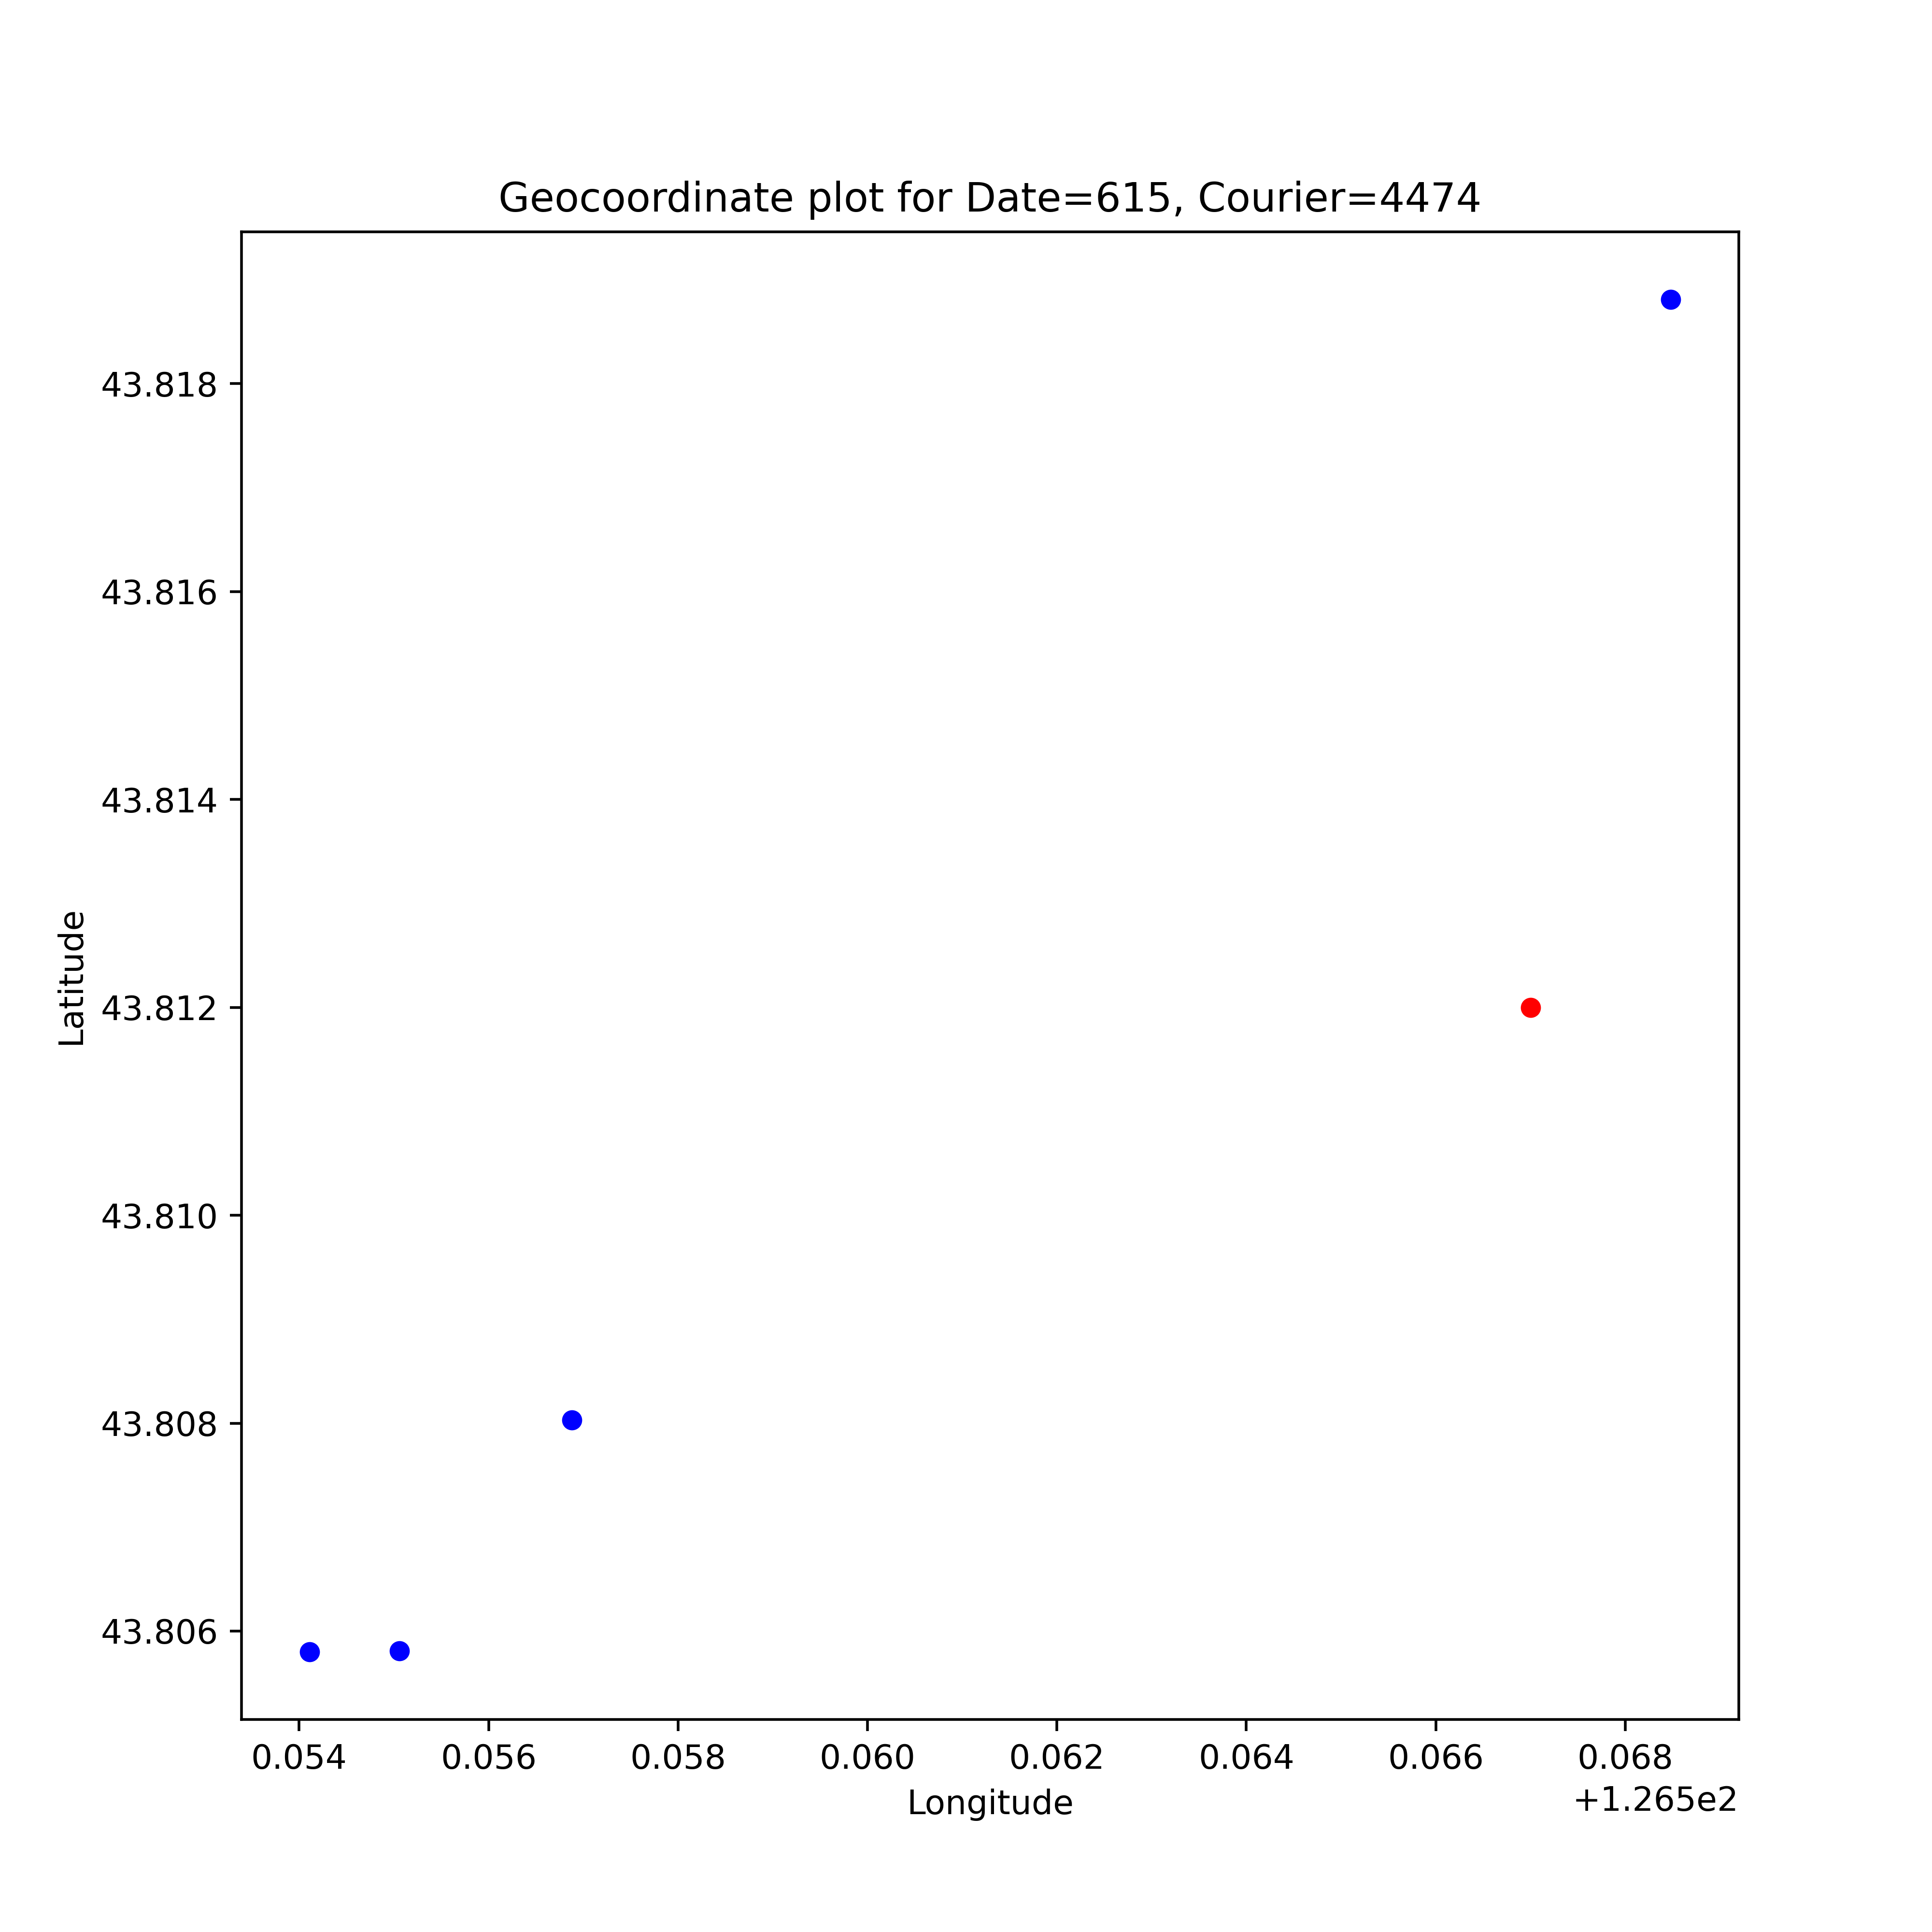 Geocoordinate plot for Date=615, Courier=4474
43.818
43.816
43.814
43.812
43.810
43.808
43.806
Latitude
0.054 0.056 0.058 0.060 0.062 0.064 0.066 0.068
+1.265e2
Longitude